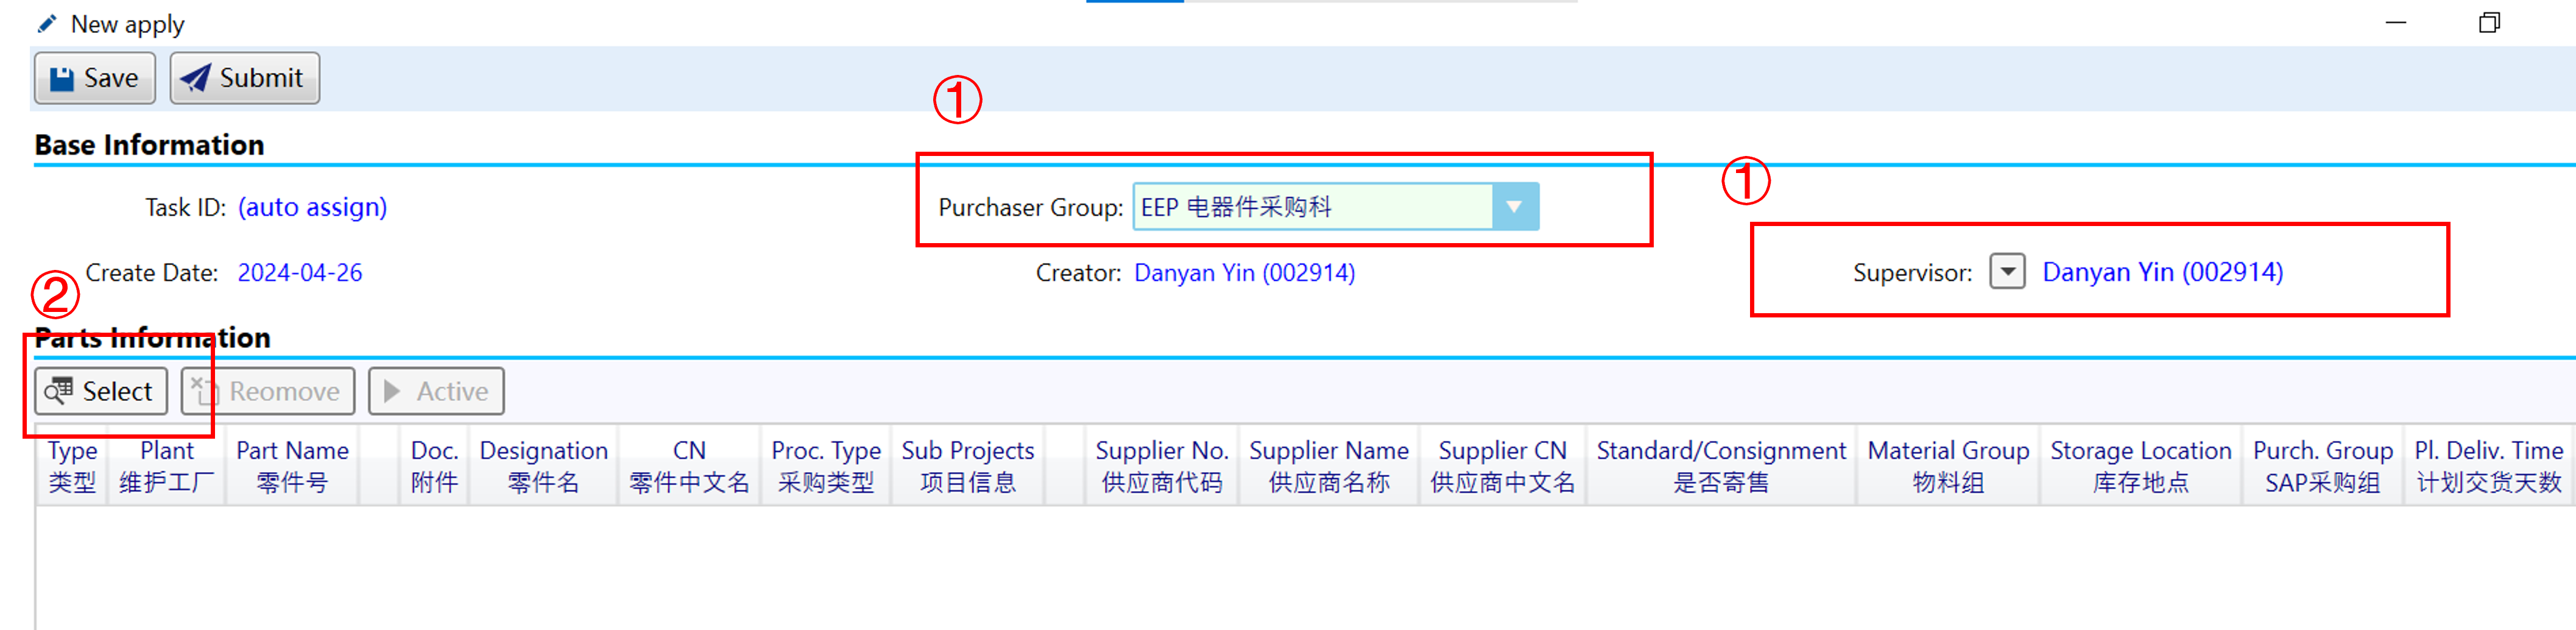 New apply
Save Submit
①
Base Information
①
Task ID: (auto assign) Purchaser Group: EEP 电器件采购科
Create Date: 2024-04-26 Creator: Danyan Yin (002914) Supervisor: Danyan Yin (002914)
②
Parts Information
Select Reomove Active
Type Plant Part Name Doc. Designation CN Proc. Type Sub Projects Supplier No. Supplier Name Supplier CN Standard/Consignment Material Group Storage Location Purch. Group Pl. Deliv. Time
类型 维护工厂 零件号 附件 零件名 零件中文名 采购类型 项目信息 供应商代码 供应商名称 供应商中文名 是否寄售 物料组 库存地点 SAP采购组 计划交货天数